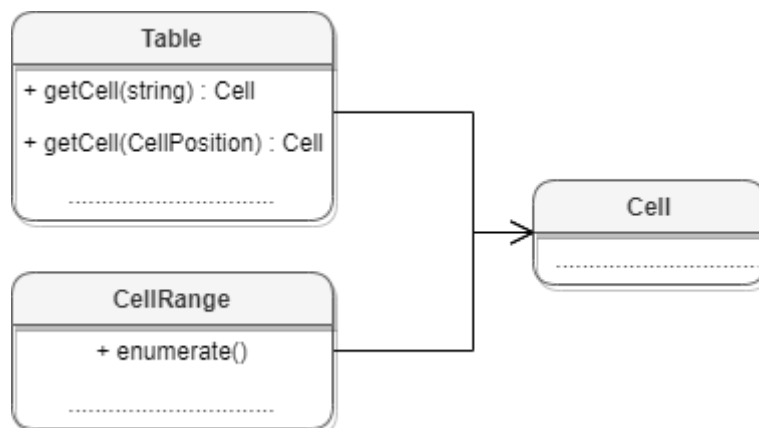 Table
+ getCell(string) : Cell
+ getCell(CellPosition) : Cell
Cell
CellRange
+ enumerate()